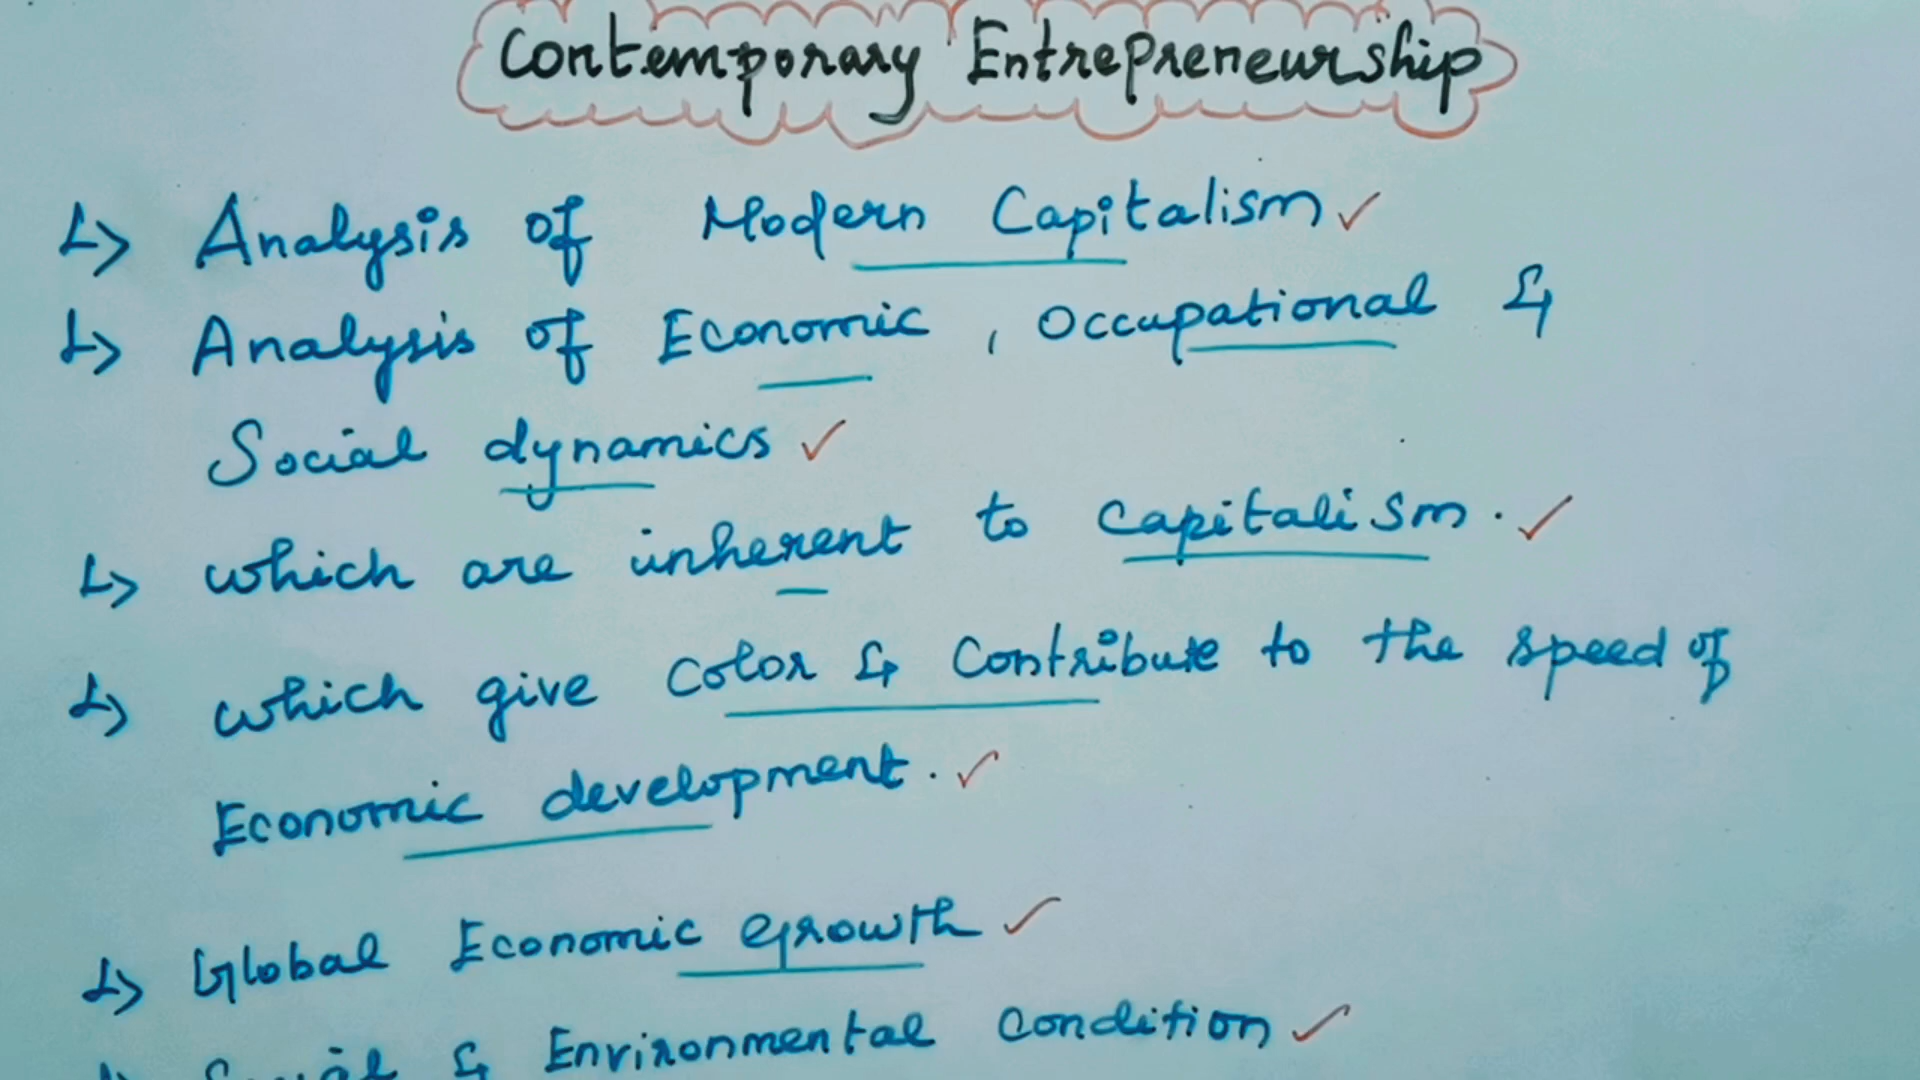 Contemporary Entrepreneurship
↳ Analysis of Modern Capitalism ✓
↳ Analysis of Economic, Occupational &
Social dynamics ✓
↳ which are inherent to capitalism. ✓
↳ which give color & Contribute to the speed of
Economic development. ✓
↳ Global Economic growth ✓
↳ Social & Environmental Condition ✓